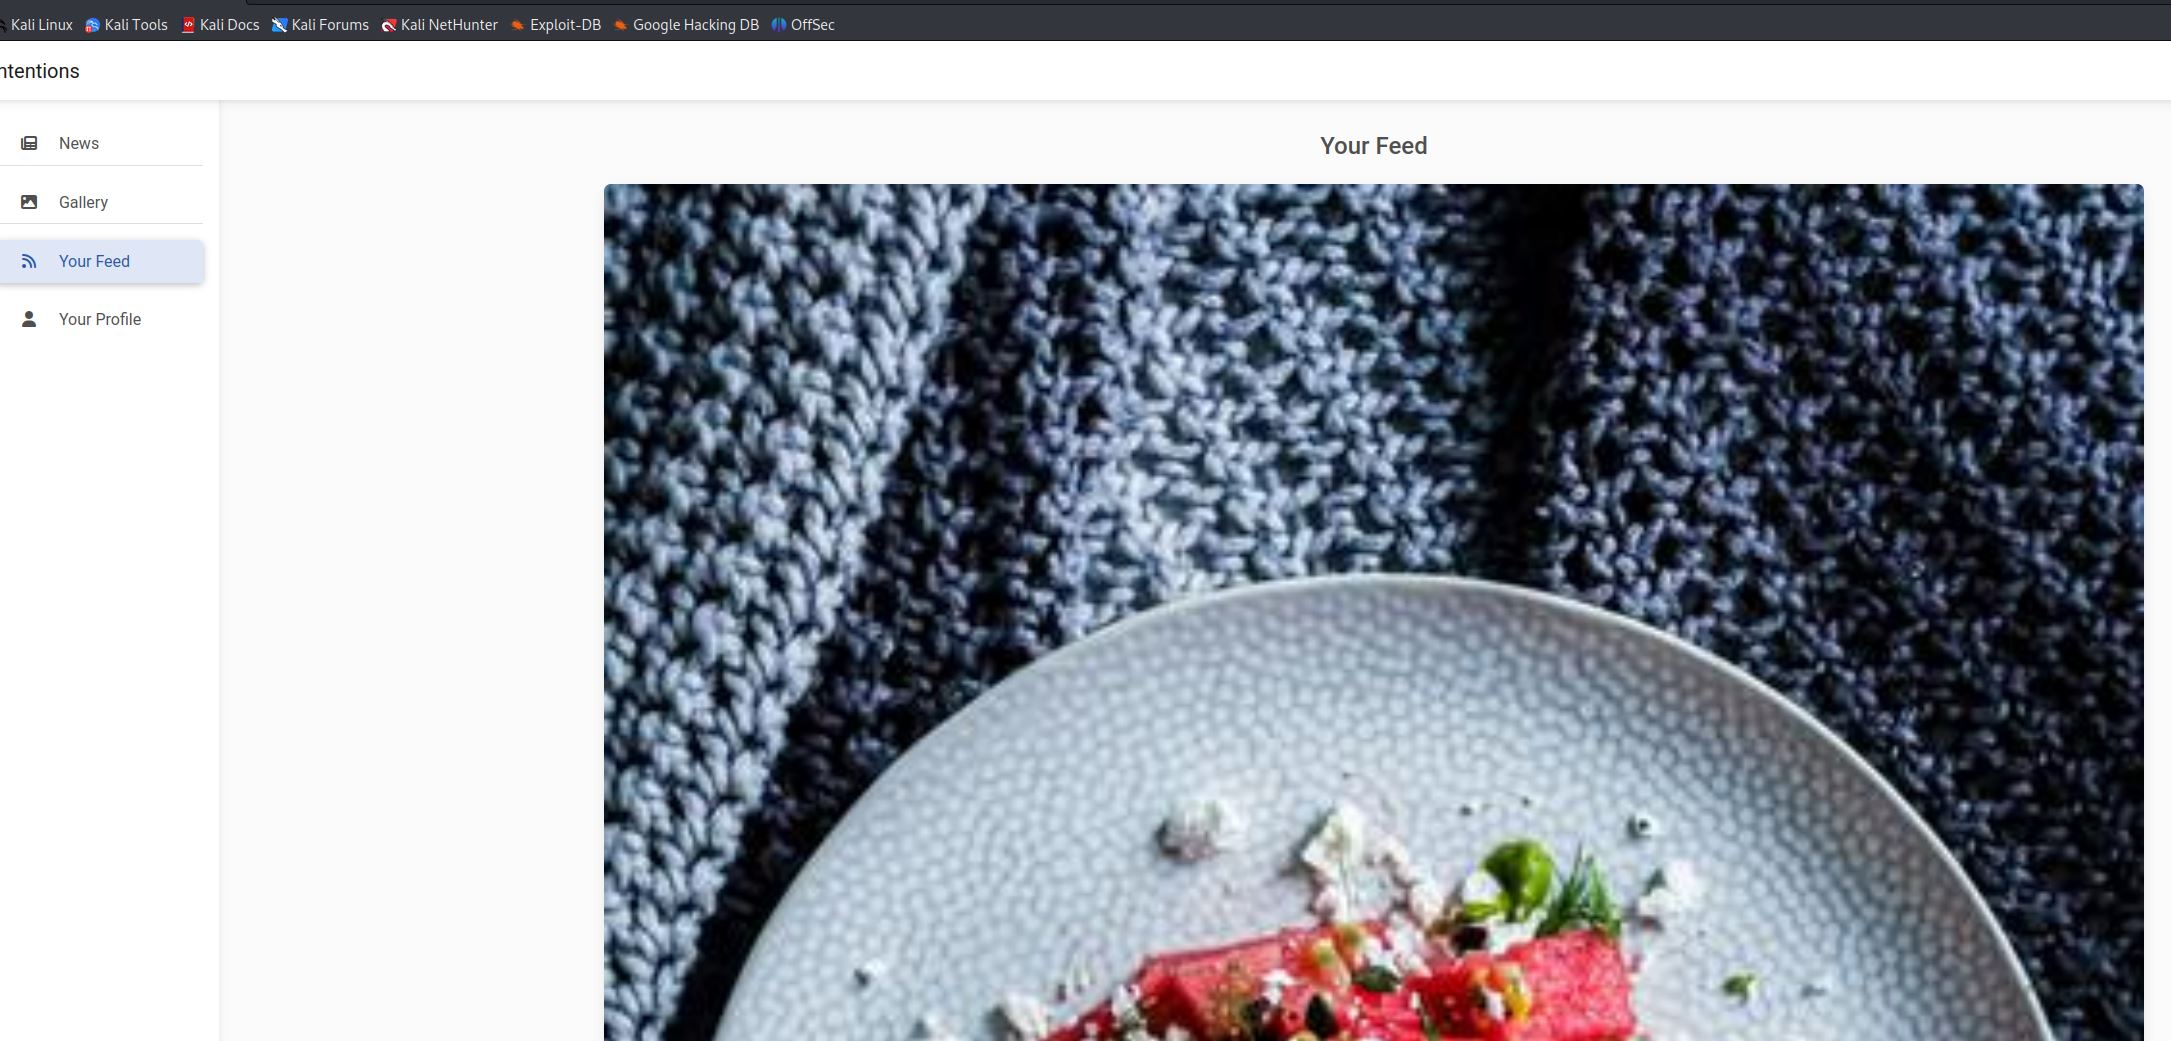 Kali Linux Kali Tools Kali Docs Kali Forums Kali NetHunter Exploit-DB Google Hacking DB OffSec
ntentions
Your Feed
News
Gallery
Your Feed
Your Profile